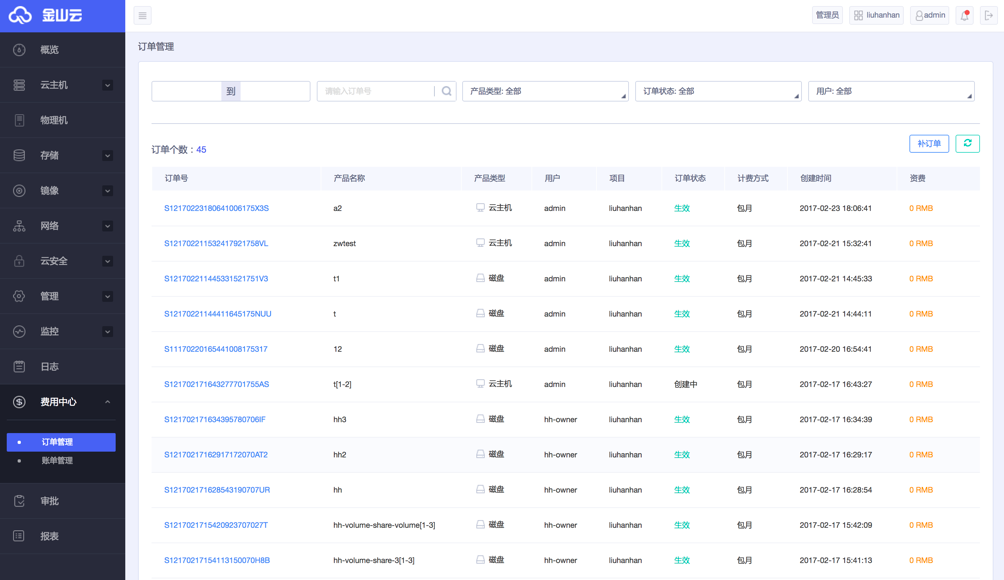 金山云
管理员 liuhanhan admin
概览
云主机
物理机
存储
镜像
网络
云安全
管理
监控
日志
费用中心
订单管理
账单管理
审批
报表
订单管理
到 请输入订单号 产品类型: 全部 订单状态: 全部 用户: 全部
订单个数：45 补订单
订单号 产品名称 产品类型 用户 项目 订单状态 计费方式 创建时间 资费
S12170223180641006175X3S a2 云主机 admin liuhanhan 生效 包月 2017-02-23 18:06:41 0 RMB
S121702211532417921758VL zwtest 云主机 admin liuhanhan 生效 包月 2017-02-21 15:32:41 0 RMB
S121702211445331521751V3 t1 磁盘 admin liuhanhan 生效 包月 2017-02-21 14:45:33 0 RMB
S12170221144411645175NUU t 磁盘 admin liuhanhan 生效 包月 2017-02-21 14:44:11 0 RMB
S11170220165441008175317 12 磁盘 admin liuhanhan 生效 包月 2017-02-20 16:54:41 0 RMB
S121702171643277701755AS t[1-2] 云主机 admin liuhanhan 创建中 包月 2017-02-17 16:43:27 0 RMB
S121702171634395780706IF hh3 磁盘 hh-owner liuhanhan 生效 包月 2017-02-17 16:34:39 0 RMB
S12170217162917172070AT2 hh2 磁盘 hh-owner liuhanhan 生效 包月 2017-02-17 16:29:17 0 RMB
S121702171628543190707UR hh 磁盘 hh-owner liuhanhan 生效 包月 2017-02-17 16:28:54 0 RMB
S121702171542092370702​7T hh-volume-share-volume[1-3] 磁盘 hh-owner liuhanhan 生效 包月 2017-02-17 15:42:09 0 RMB
S12170217154113150070H8B hh-volume-share-3[1-3] 磁盘 hh-owner liuhanhan 生效 包月 2017-02-17 15:41:13 0 RMB